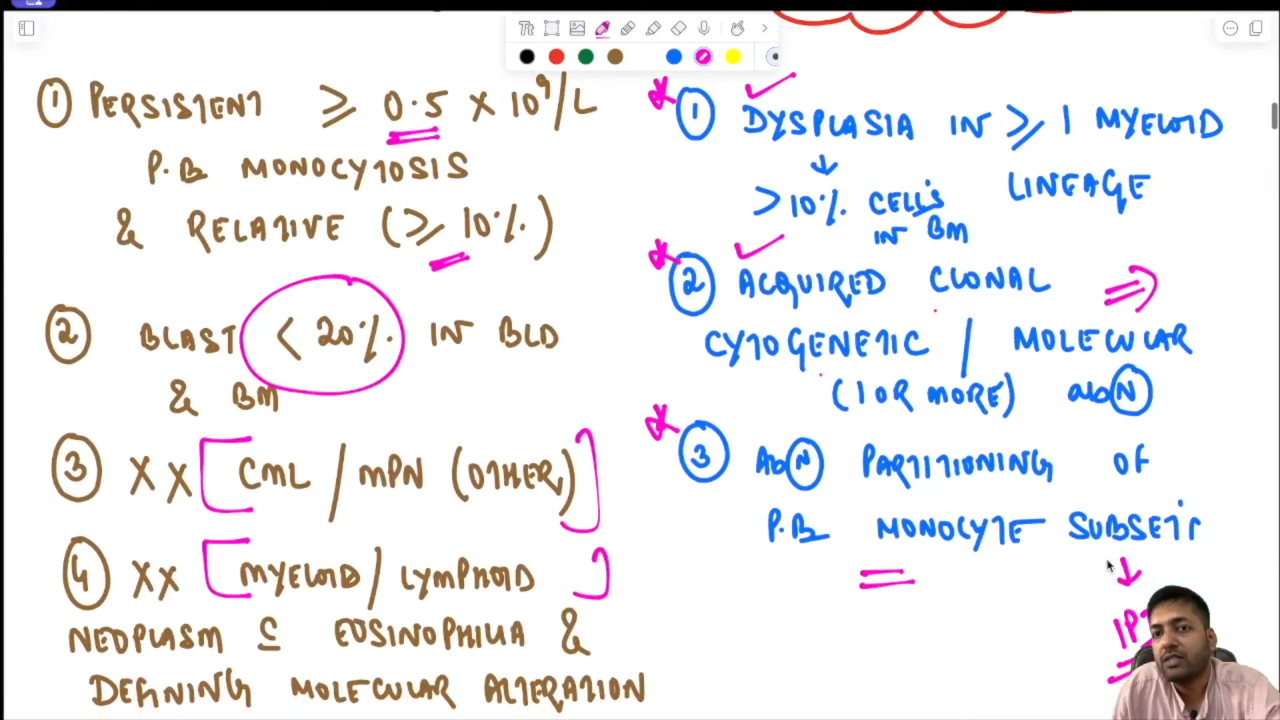 Tt
① PERSISTENT ≥ 0.5 × 10⁹/L
P.B MONOCYTOSIS
& RELATIVE (≥ 10%)
② BLAST < 20% IN BLD
& BM
③ XX [CML / MPN (OTHER)]
④ XX [MYELOID / LYMPHOID]
NEOPLASM C EOSINOPHILIA &
DEFINING MOLECULAR ALTERATION
① DYSPLASIA IN ≥ 1 MYELOID
LINEAGE
↓
>10% CELLS
IN BM
② ACQUIRED CLONAL ⇒
CYTOGENETIC / MOLECULAR
(1 OR MORE) abN
③ AbN PARTITIONING OF
P.B MONOCYTE SUBSETS
↓